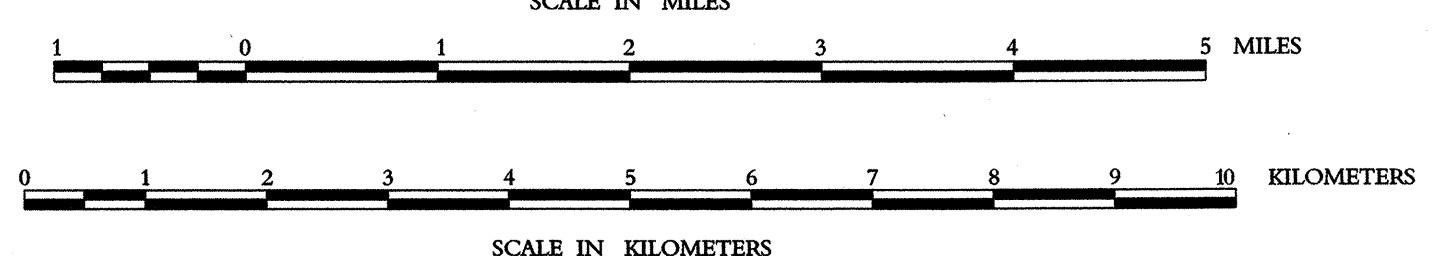 SCALE IN MILES
1 0 1 2 3 4 5 MILES
0 1 2 3 4 5 6 7 8 9 10 KILOMETERS
SCALE IN KILOMETERS